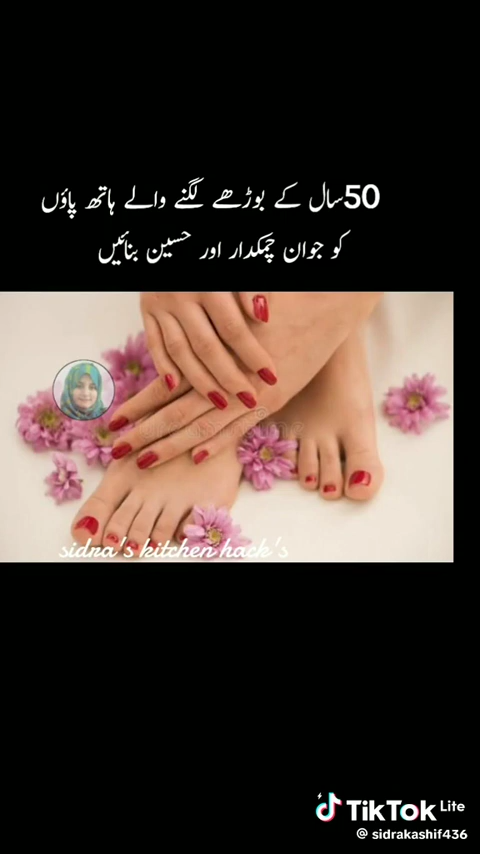 50سال کے بوڑھے لگنے والے ہاتھ پاؤں
کو جوان چمکدار اور حسین بنائیں
sidra's kitchen hack's
TikTok Lite
@ sidrakashif436